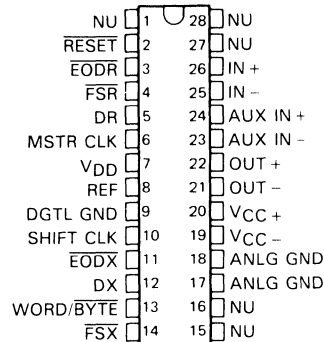 NU 1 28 NU
RESET 2 27 NU
EODR 3 26 IN +
FSR 4 25 IN -
DR 5 24 AUX IN +
MSTR CLK 6 23 AUX IN -
VDD 7 22 OUT +
REF 8 21 OUT -
DGTL GND 9 20 VCC +
SHIFT CLK 10 19 VCC -
EODX 11 18 ANLG GND
DX 12 17 ANLG GND
WORD/BYTE 13 16 NU
FSX 14 15 NU